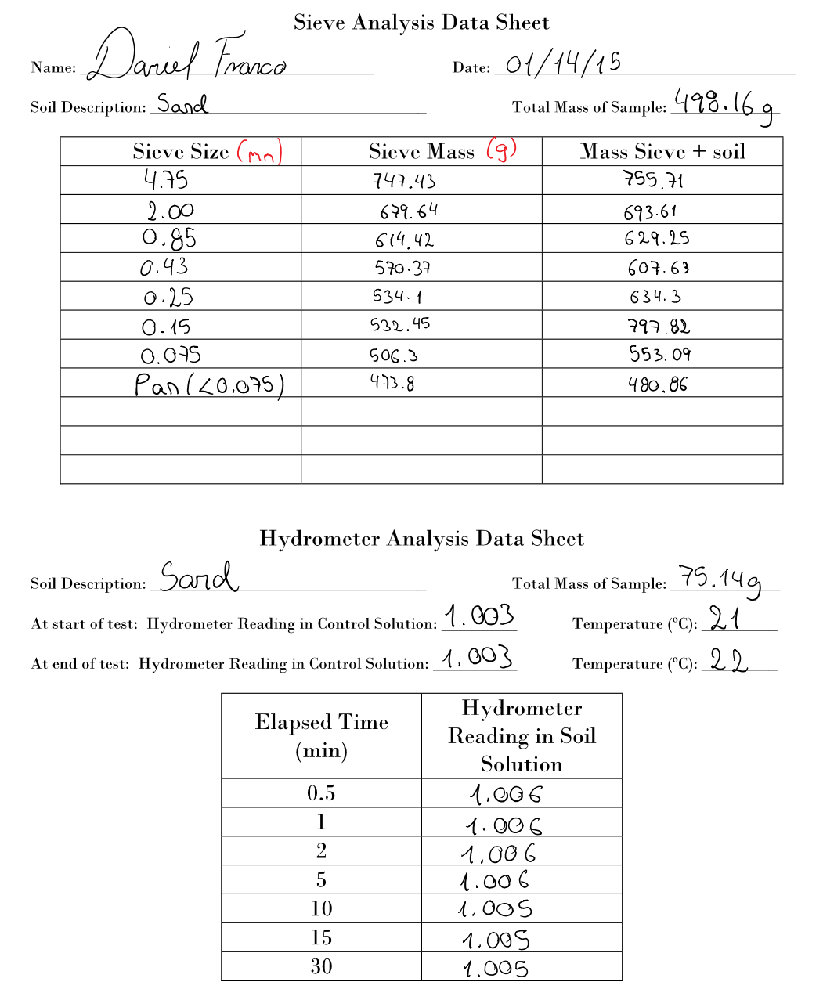 Sieve Analysis Data Sheet
Name: Daniel Franco Date: 01/14/15
Soil Description: Sand Total Mass of Sample: 498.16 g
Sieve Size (mn) Sieve Mass (g) Mass Sieve + soil
4.75 747.43 755.71
2.00 679.64 693.61
0.85 614.42 629.25
0.43 570.37 607.63
0.25 534.1 634.3
0.15 532.45 797.82
0.075 506.3 553.09
Pan (<0.075) 473.8 480.86
Hydrometer Analysis Data Sheet
Soil Description: Sand Total Mass of Sample: 75.14g
At start of test: Hydrometer Reading in Control Solution: 1.003 Temperature (ºC): 21
At end of test: Hydrometer Reading in Control Solution: 1.003 Temperature (ºC): 22
Elapsed Time (min) Hydrometer Reading in Soil Solution
0.5 1.006
1 1.006
2 1.006
5 1.006
10 1.005
15 1.005
30 1.005